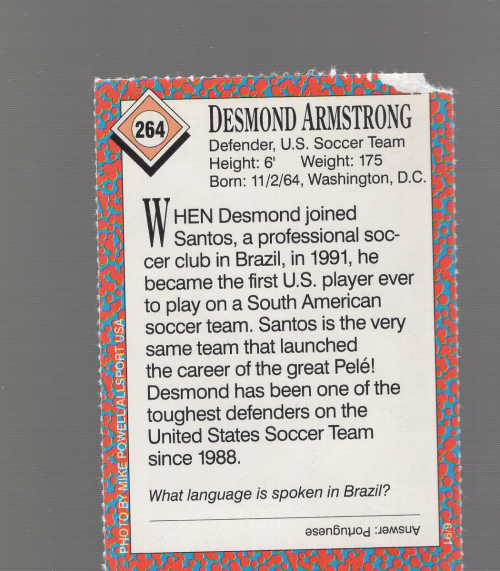 264
DESMOND ARMSTRONG
Defender, U.S. Soccer Team
Height: 6' Weight: 175
Born: 11/2/64, Washington, D.C.
WHEN Desmond joined
Santos, a professional soc-
cer club in Brazil, in 1991, he
became the first U.S. player ever
to play on a South American
soccer team. Santos is the very
same team that launched
the career of the great Pelé!
Desmond has been one of the
toughest defenders on the
United States Soccer Team
since 1988.
What language is spoken in Brazil?
Answer: Portuguese
PHOTO BY MIKE POWELL/ALLSPORT USA
6/91